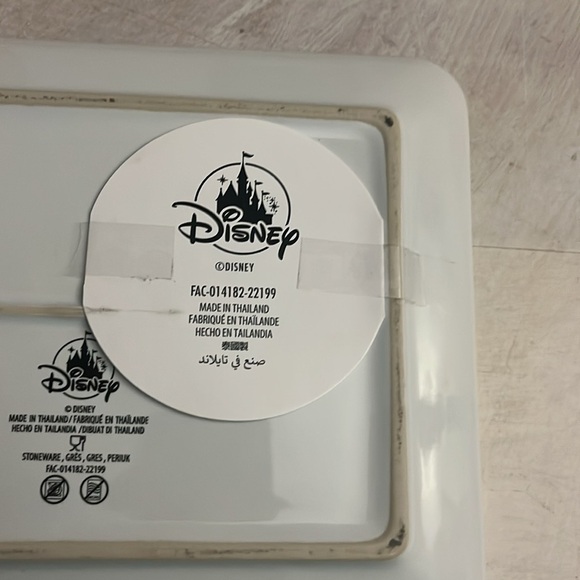 Disney
©DISNEY
FAC-014182-22199
MADE IN THAILAND
FABRIQUÉ EN THAÏLANDE
HECHO EN TAILANDIA
泰國製
صنع في تايلاند
Disney
© DISNEY
MADE IN THAILAND / FABRIQUÉ EN THAÏLANDE
HECHO EN TAILANDIA / DIBUAT DI THAILAND
STONEWARE , GRÈS , GRES , PERIUK
FAC-014182-22199